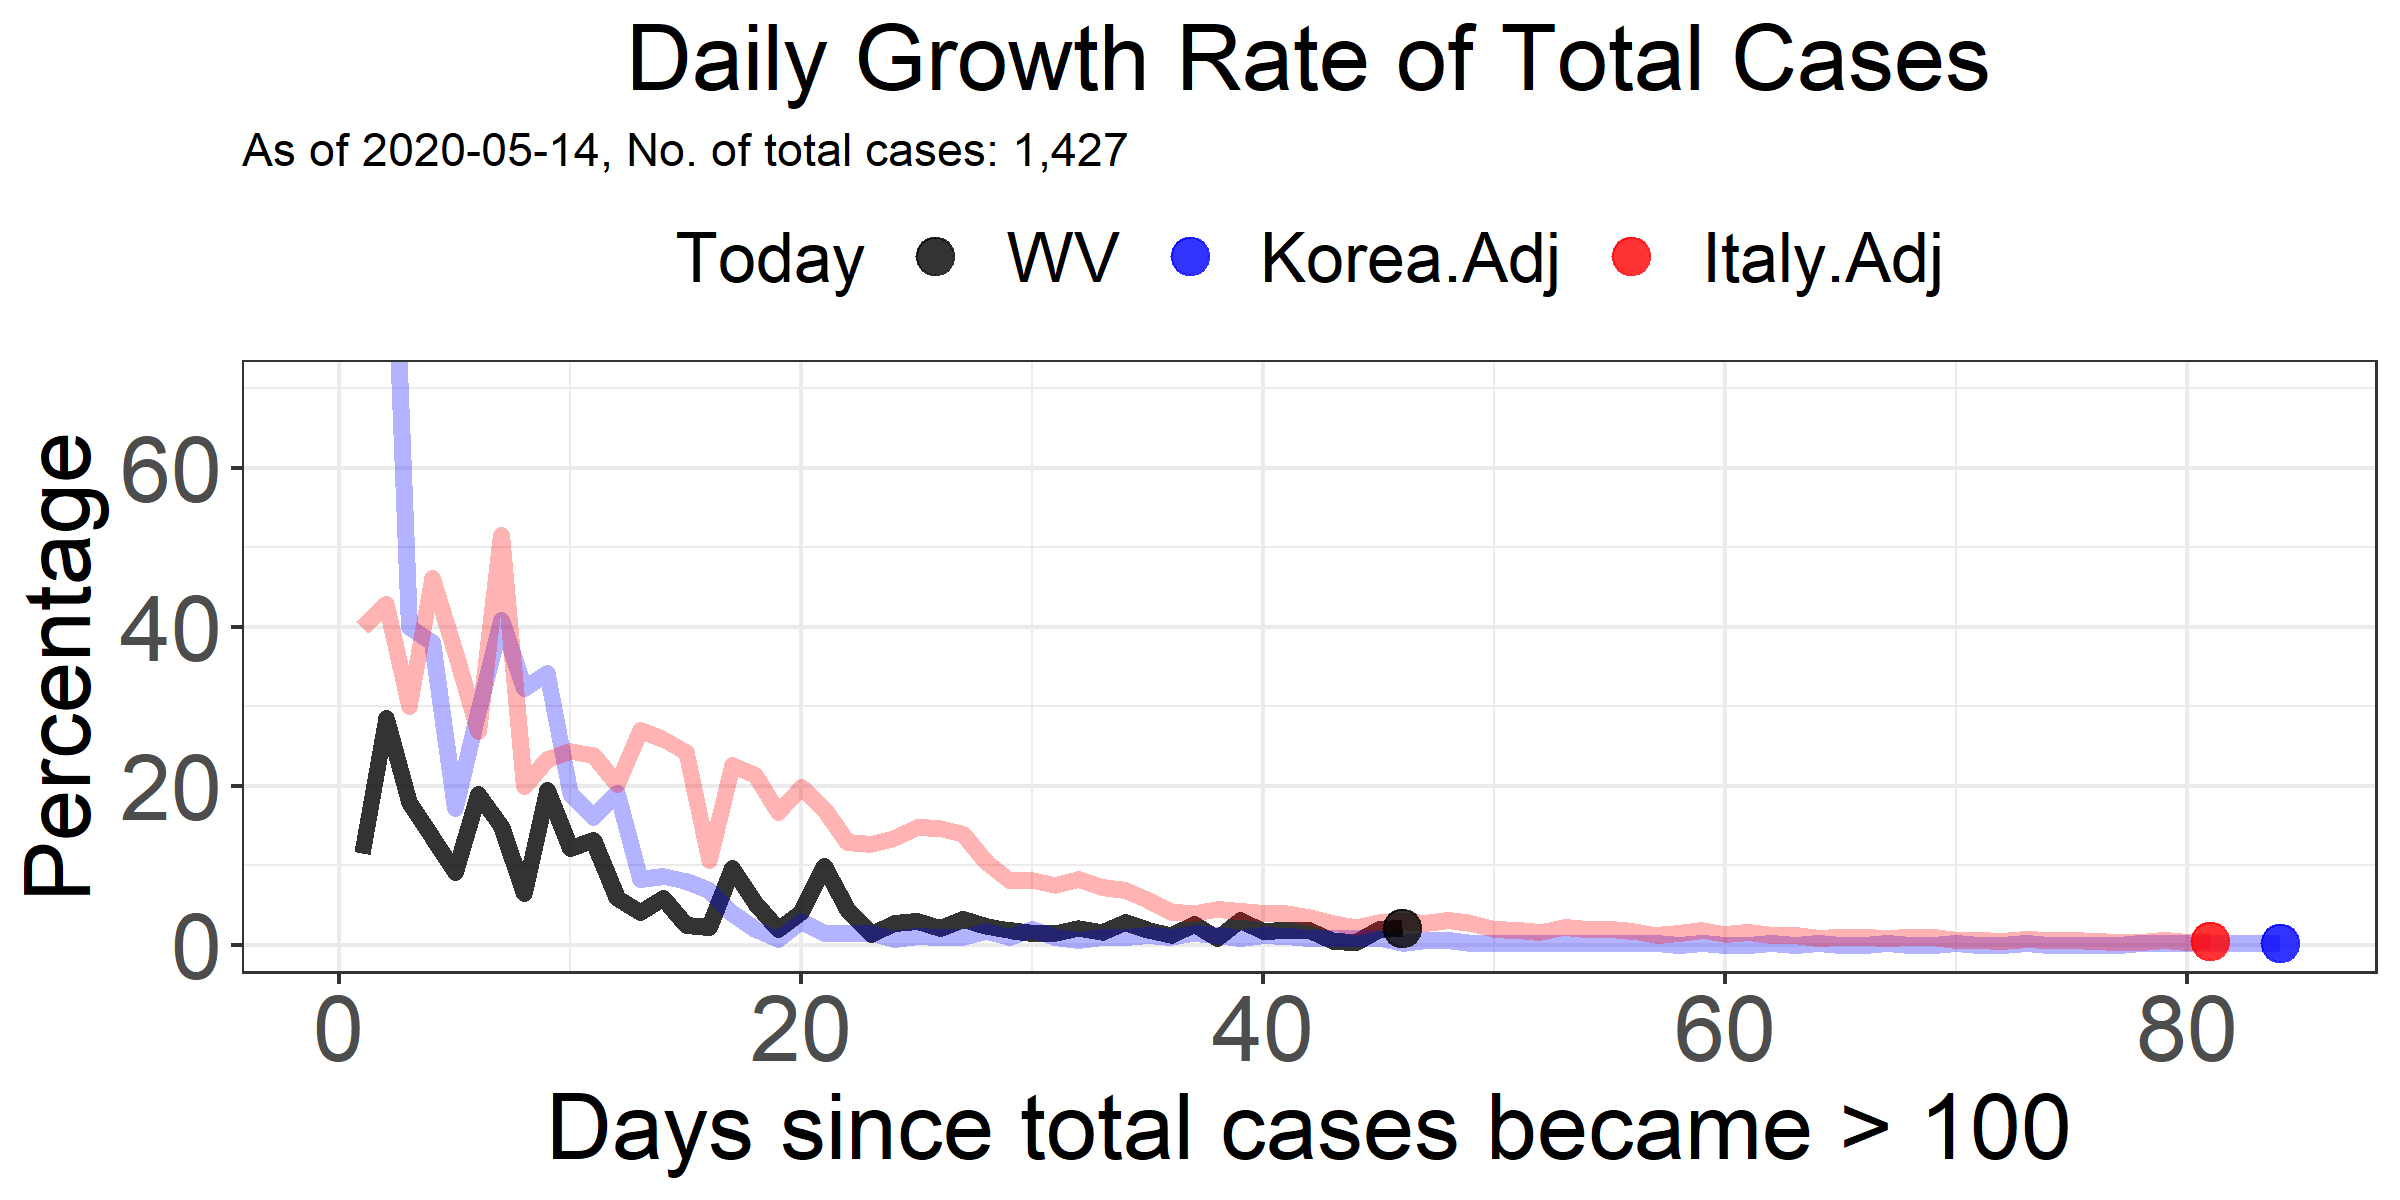 Daily Growth Rate of Total Cases
As of 2020-05-14, No. of total cases: 1,427
Today WV Korea.Adj Italy.Adj
Percentage
60
40
20
0
0 20 40 60 80
Days since total cases became > 100